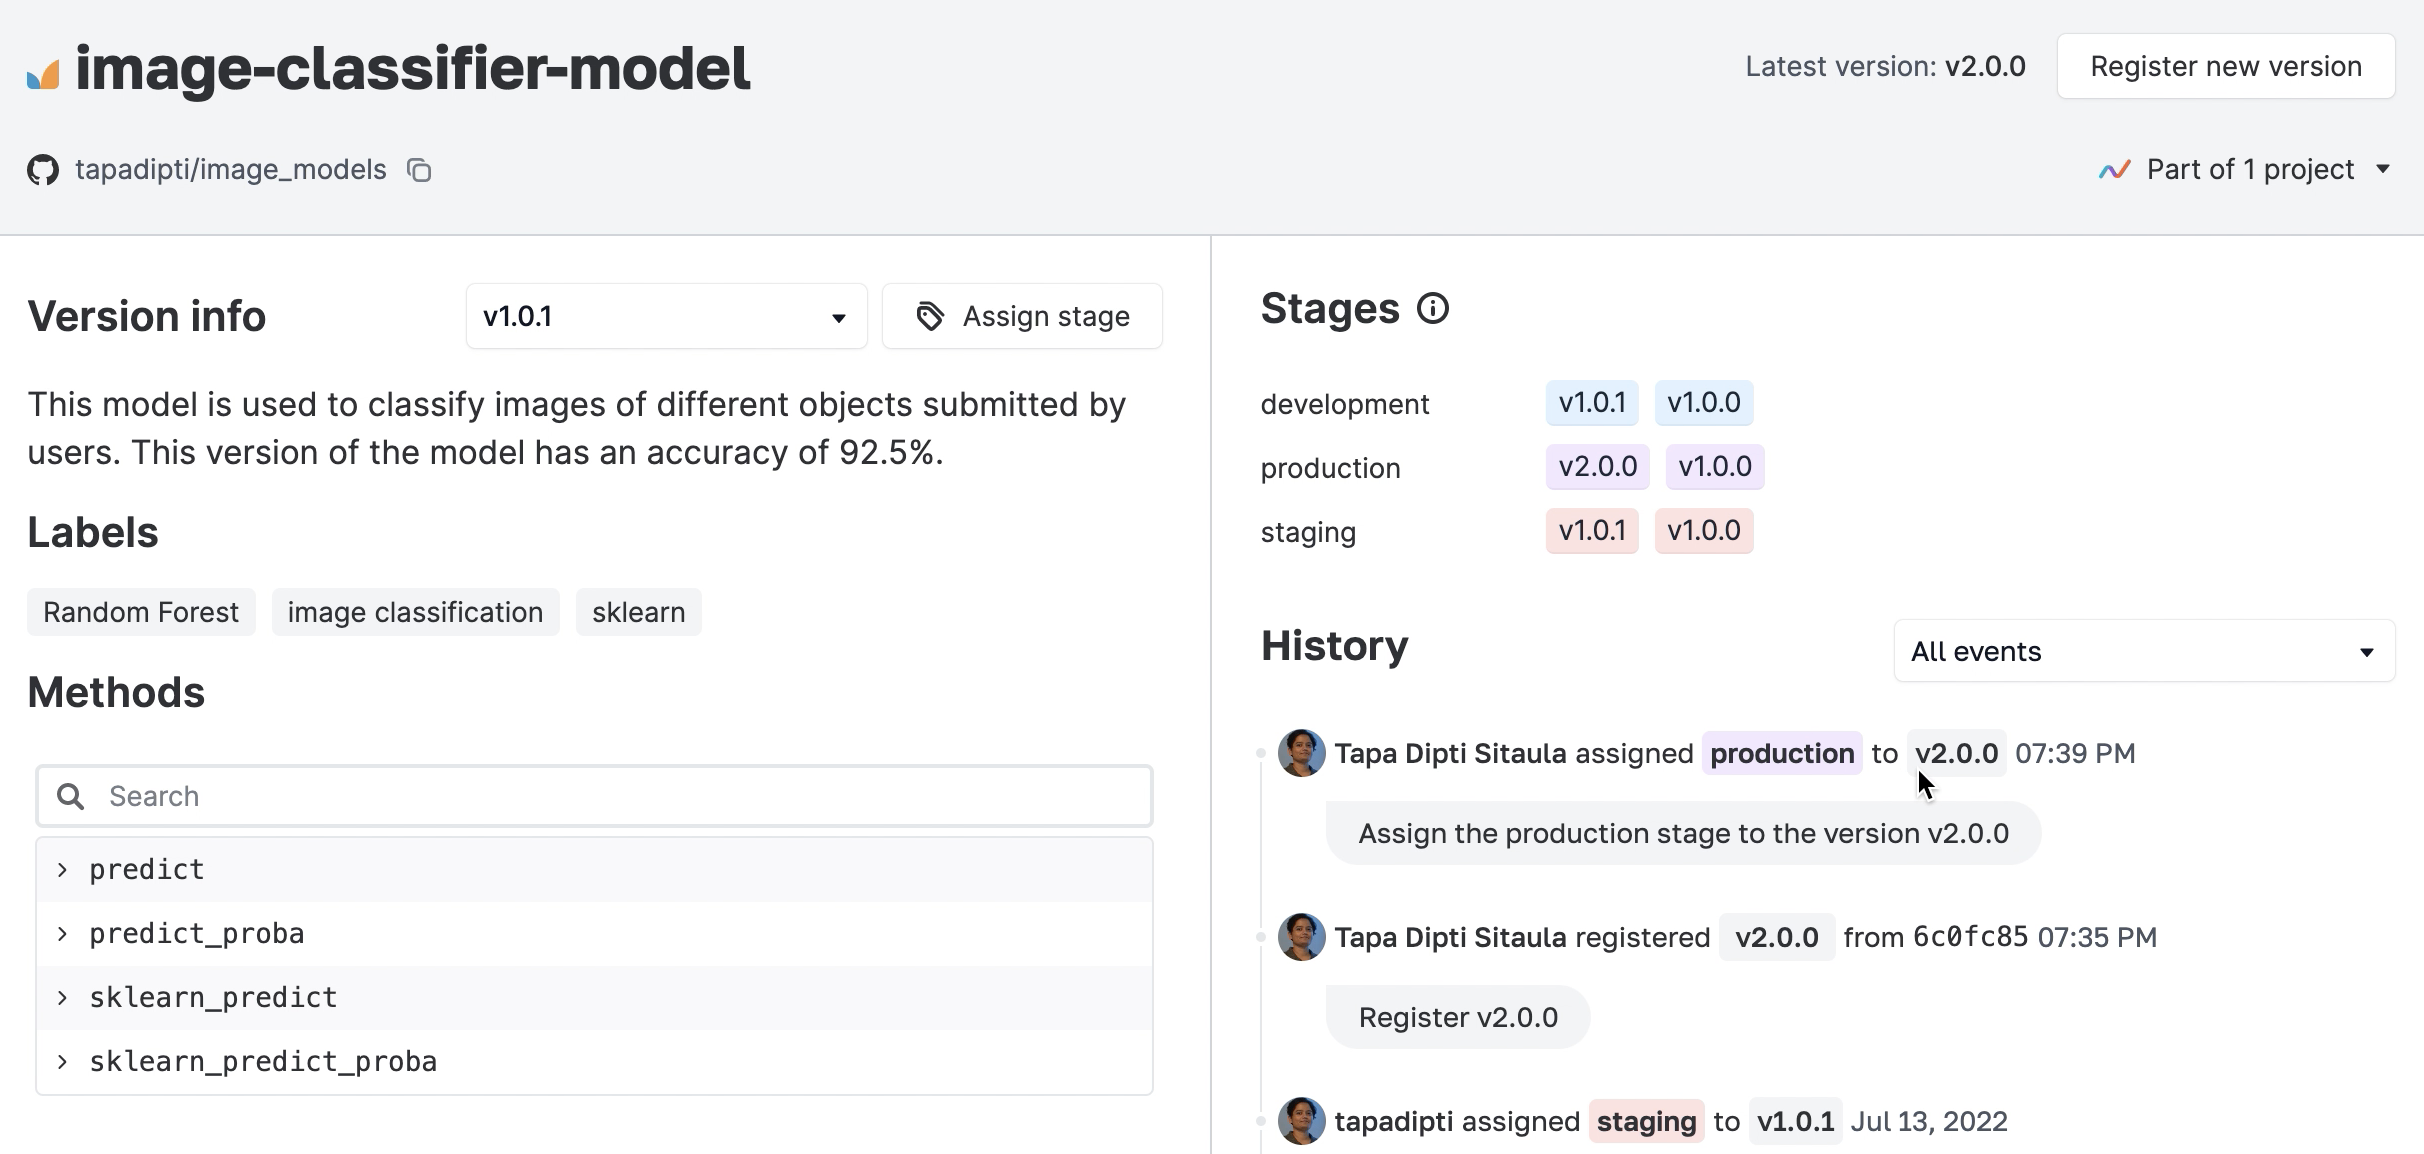 image-classifier-model
Latest version: v2.0.0
Register new version
tapadipti/image_models
Part of 1 project
Version info
v1.0.1
Assign stage
This model is used to classify images of different objects submitted by
users. This version of the model has an accuracy of 92.5%.
Labels
Random Forest image classification sklearn
Methods
Search
predict
predict_proba
sklearn_predict
sklearn_predict_proba
Stages
development v1.0.1 v1.0.0
production v2.0.0 v1.0.0
staging v1.0.1 v1.0.0
History
All events
Tapa Dipti Sitaula assigned production to v2.0.0 07:39 PM
Assign the production stage to the version v2.0.0
Tapa Dipti Sitaula registered v2.0.0 from 6c0fc85 07:35 PM
Register v2.0.0
tapadipti assigned staging to v1.0.1 Jul 13, 2022